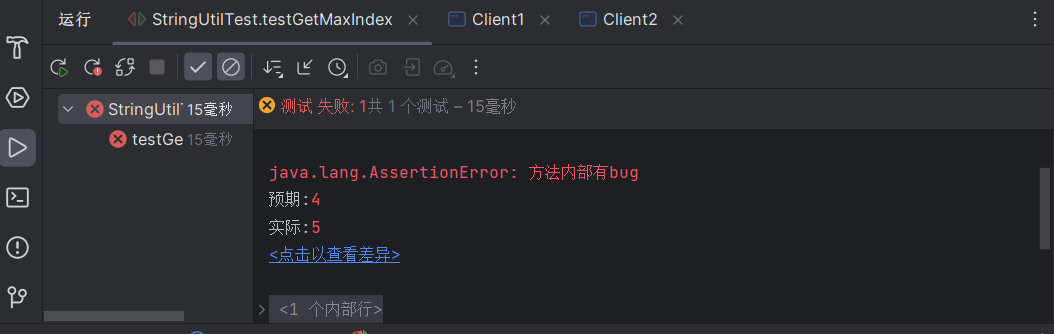 运行 StringUtilTest.testGetMaxIndex Client1 Client2
StringUtil 15毫秒
测试 失败: 1共 1 个测试 – 15毫秒
testGe 15毫秒
java.lang.AssertionError: 方法内部有bug
预期:4
实际:5
<点击以查看差异>
<1 个内部行>